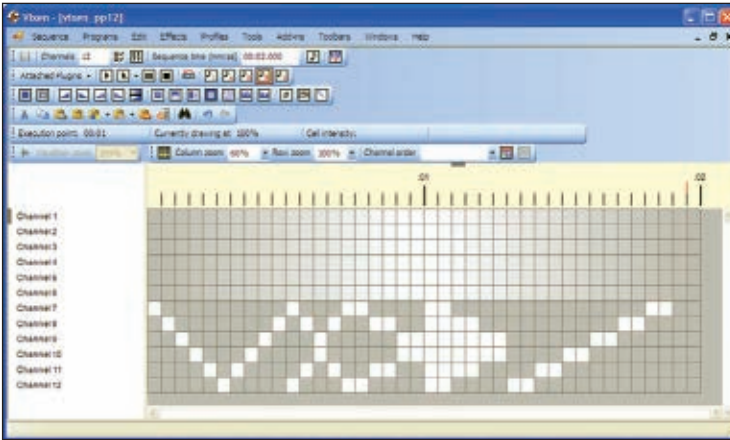 Vixen - [vixen_pp12]
Sequence Programs Edit Effects Profiles Tools Add-ins Toolbars Windows Help
Channels 12 Sequence time (mm:ss) 00:02.000
Attached Plugins
Execution point: 00:01 Currently drawing at: 100% Cell intensity:
Column zoom 60% Row zoom 100% Channel order
:01 :02
Channel 1
Channel 2
Channel 3
Channel 4
Channel 5
Channel 6
Channel 7
Channel 8
Channel 9
Channel 10
Channel 11
Channel 12